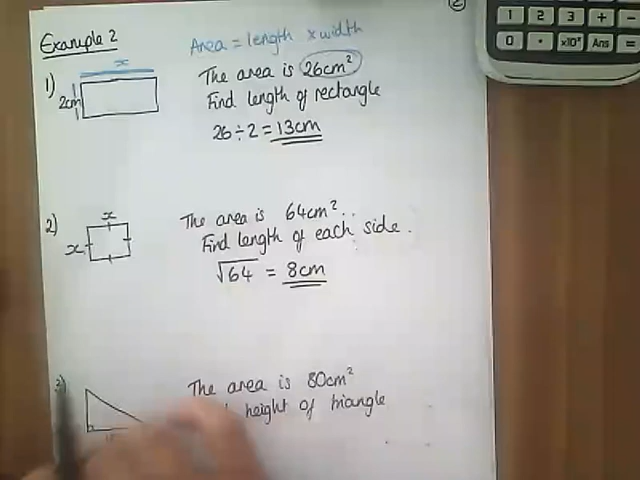 2
Example 2
Area = length x width
1)
x
2cm
The area is 26cm²
Find length of rectangle
26 ÷ 2 = 13cm
2)
x
x
The area is 64cm².
Find length of each side.
√64 = 8cm
3)
The area is 80cm²
height of triangle
1 2 3 + -
0 · x10ˣ Ans =